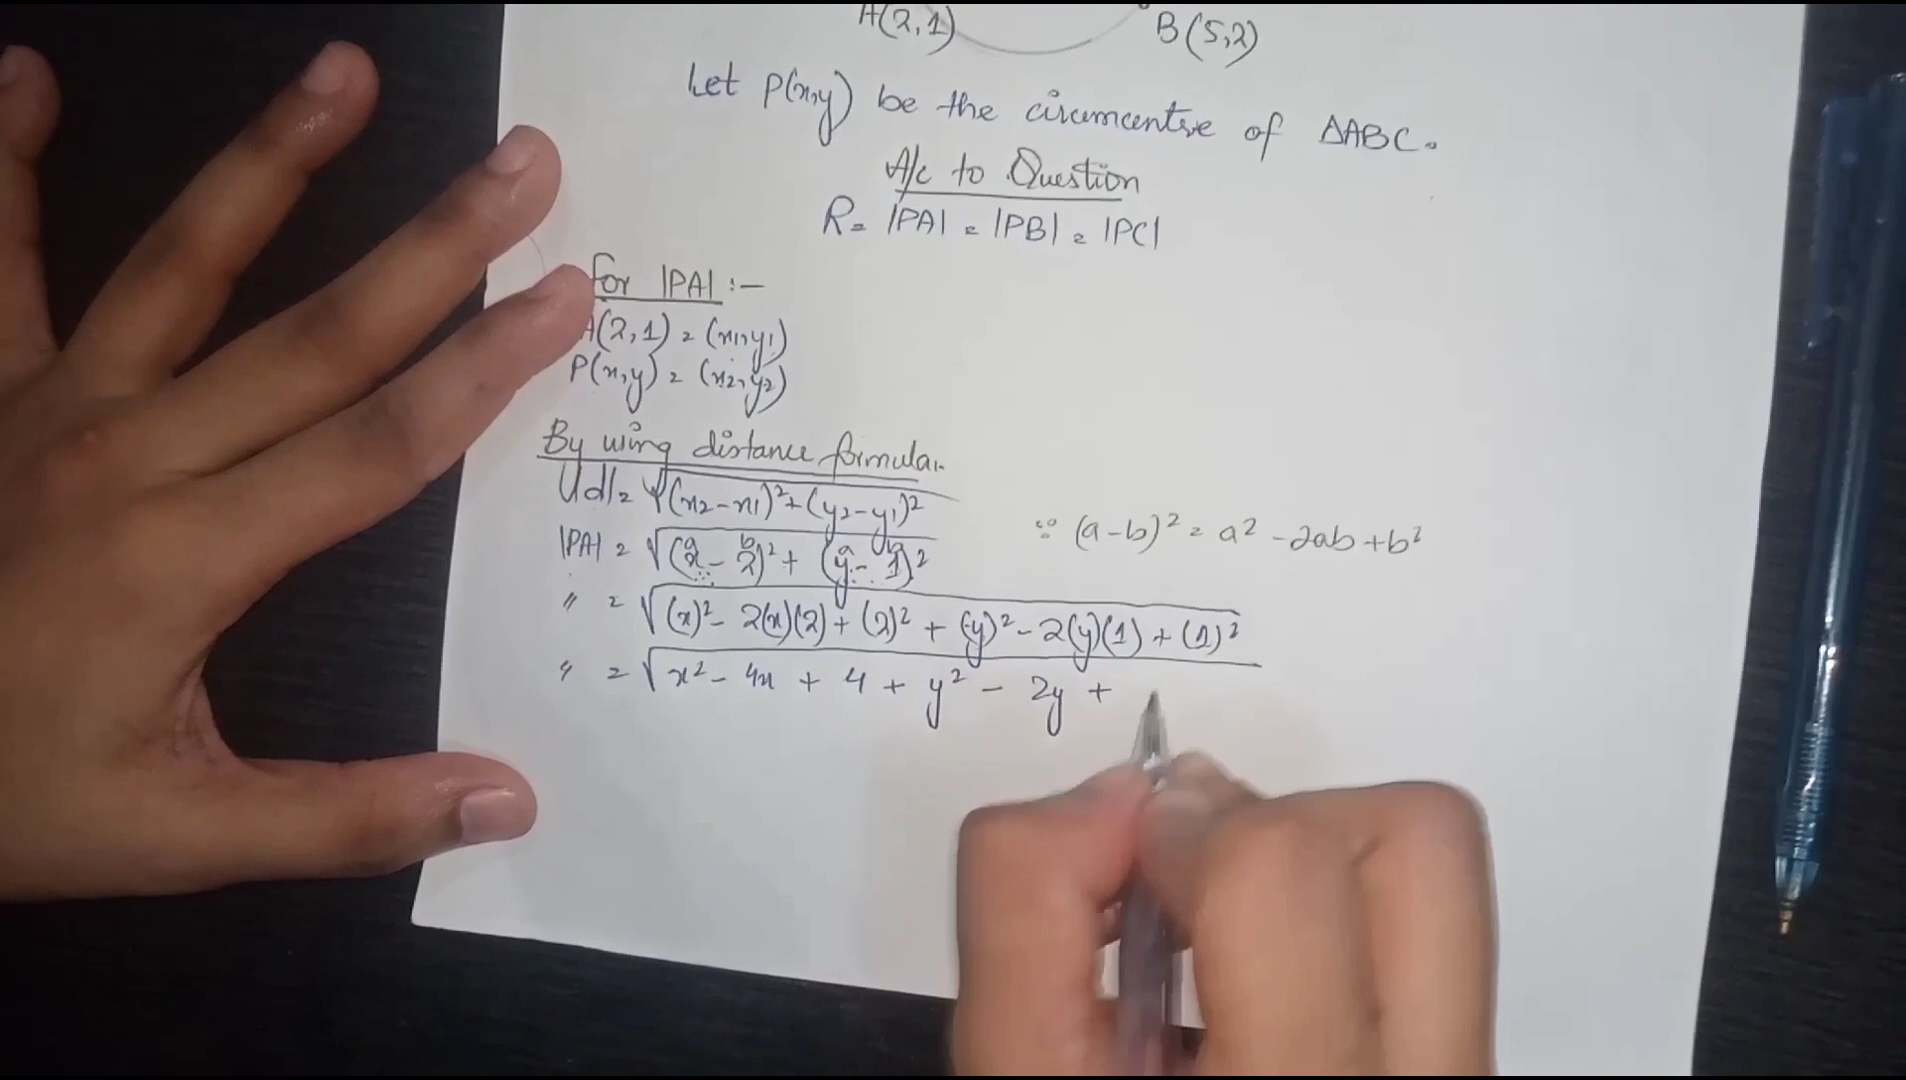 A(2,1) B(5,2)
Let P(x,y) be the circumcentre of ΔABC.
A/c to Question
R = |PA| = |PB| = |PC|
for |PA| :-
A(2,1) = (x1,y1)
P(x,y) = (x2,y2)
By using distance formula.
|d| = √(x2-x1)²+(y2-y1)²
∵ (a-b)² = a² - 2ab + b²
a b a b
|PA| = √(x - 2)² + (y - 1)²
〃 = √(x)² - 2(x)(2) + (2)² + (y)² - 2(y)(1) + (1)²
〃 = √x² - 4x + 4 + y² - 2y +